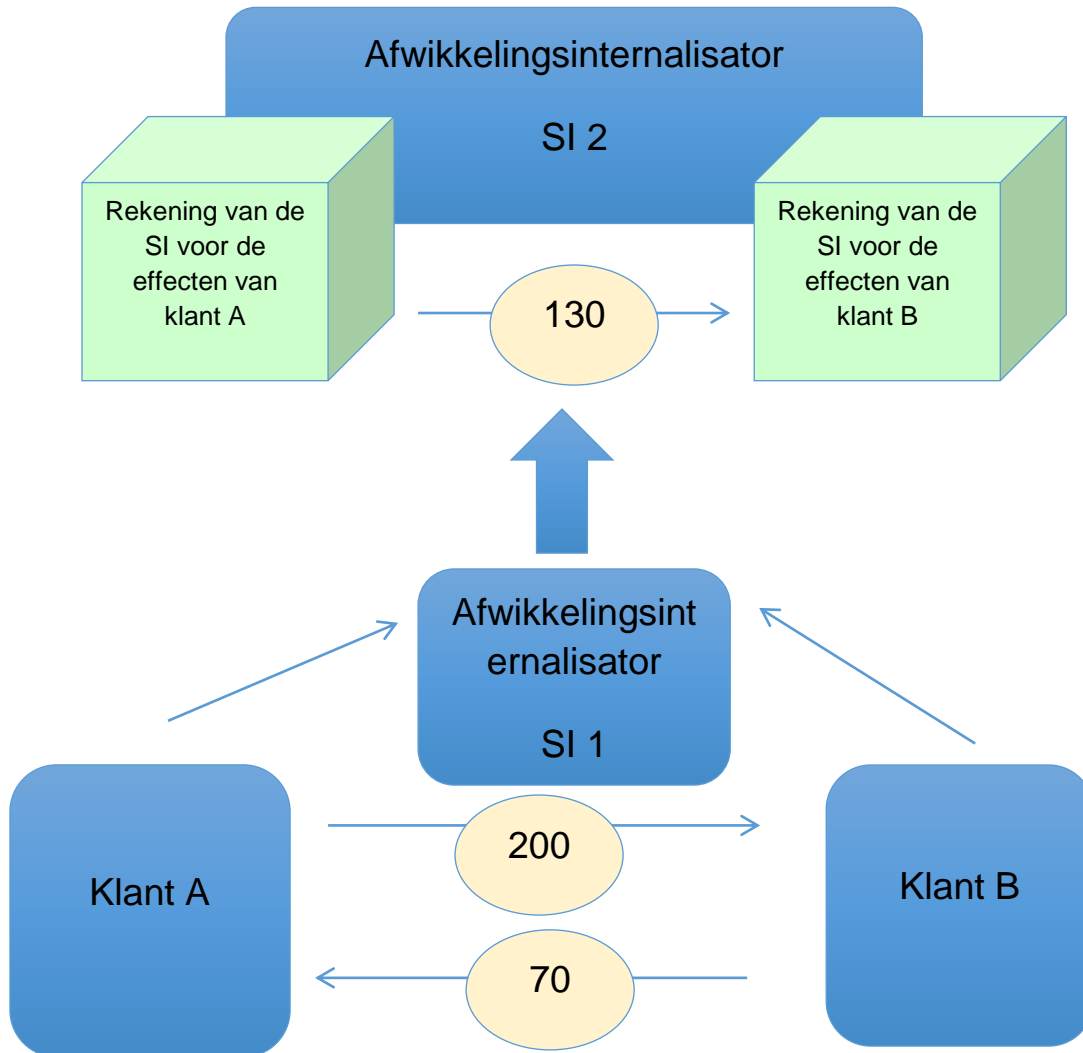 Afwikkelingsinternalisator
SI 2
Rekening van de
SI voor de
effecten van
klant A
Rekening van de
SI voor de
effecten van
klant B
130
Afwikkelingsint
ernalisator
SI 1
200
Klant A
Klant B
70